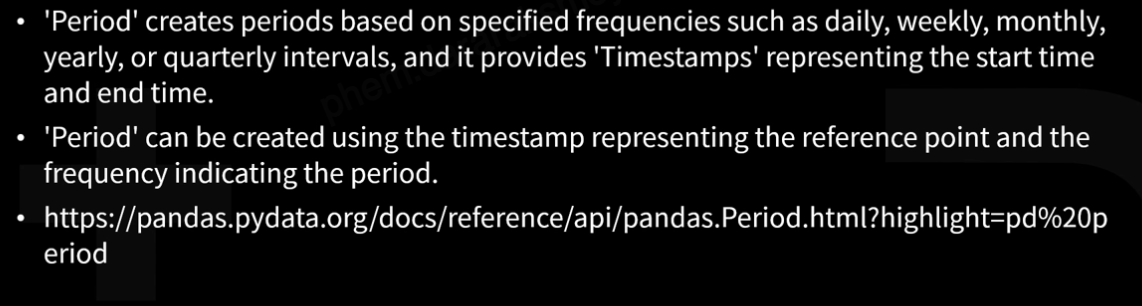 • 'Period' creates periods based on specified frequencies such as daily, weekly, monthly,
yearly, or quarterly intervals, and it provides 'Timestamps' representing the start time
and end time.
• 'Period' can be created using the timestamp representing the reference point and the
frequency indicating the period.
• https://pandas.pydata.org/docs/reference/api/pandas.Period.html?highlight=pd%20p
eriod